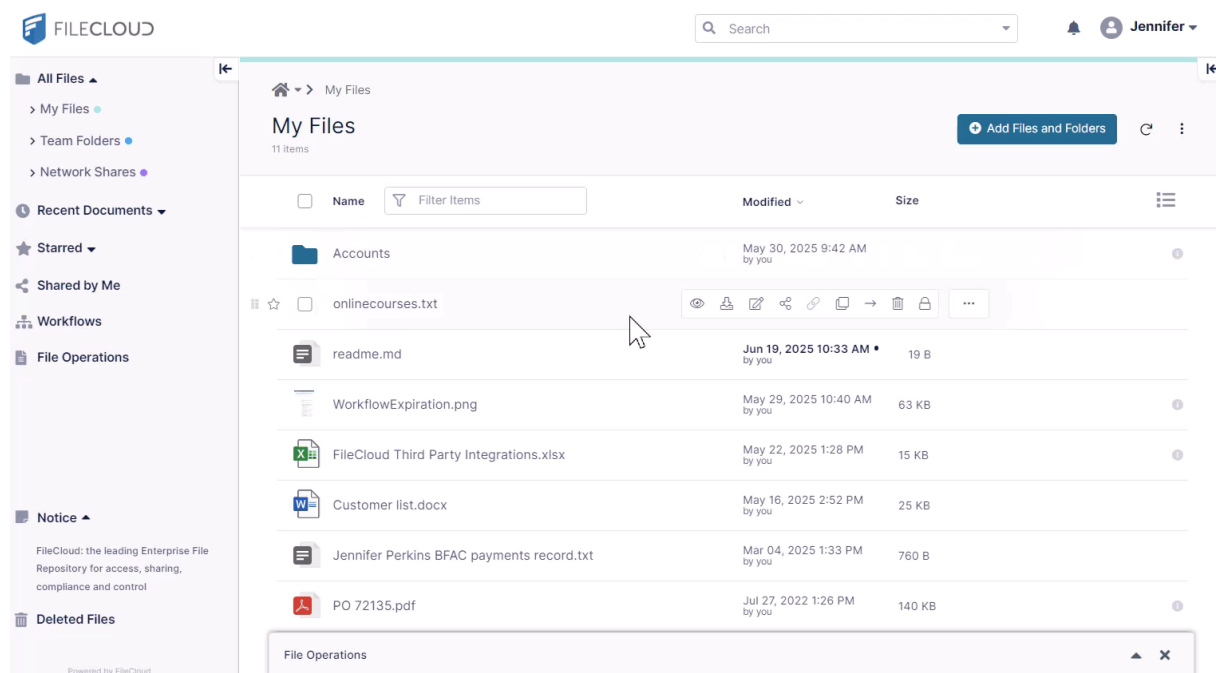 FILECLOUD
Search
Jennifer
All Files
My Files
Team Folders
Network Shares
Recent Documents
Starred
Shared by Me
Workflows
File Operations
Notice
FileCloud: the leading Enterprise File
Repository for access, sharing,
compliance and control
Deleted Files
Powered by FileCloud
My Files
My Files
11 items
Add Files and Folders
Name Filter Items Modified Size
Accounts May 30, 2025 9:42 AM
by you
onlinecourses.txt
readme.md Jun 19, 2025 10:33 AM 19 B
by you
WorkflowExpiration.png May 29, 2025 10:40 AM 63 KB
by you
FileCloud Third Party Integrations.xlsx May 22, 2025 1:28 PM 15 KB
by you
Customer list.docx May 16, 2025 2:52 PM 25 KB
by you
Jennifer Perkins BFAC payments record.txt Mar 04, 2025 1:33 PM 760 B
by you
PO 72135.pdf Jul 27, 2022 1:26 PM 140 KB
by you
File Operations